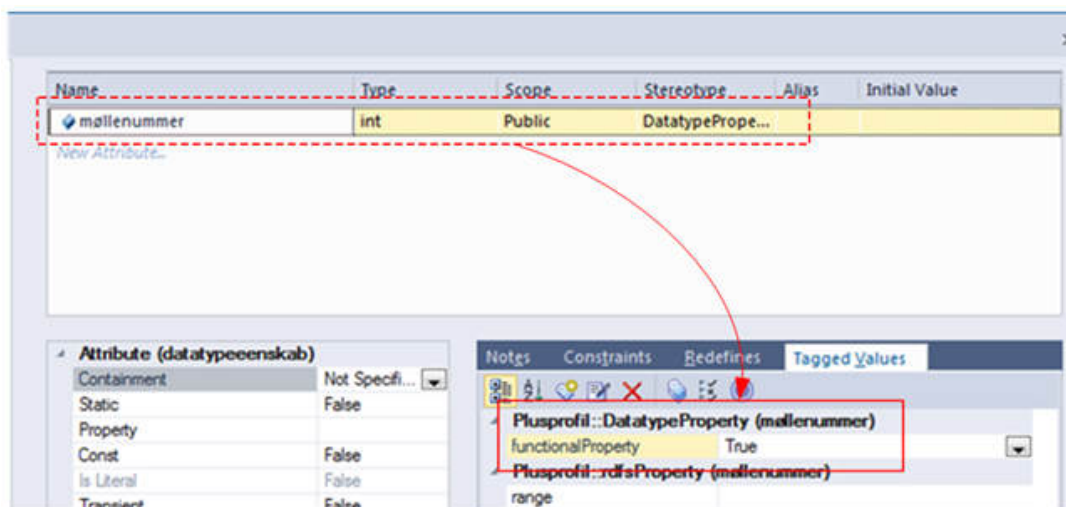 Name Type Scope Stereotype Alias Initial Value
møllenummer int Public DatatypePrope...
New Attribute...
Attribute (datatypeeenskab)
Containment Not Specifi...
Static False
Property
Const False
Is Literal False
Transient False
Notes Constraints Redefines Tagged Values
Plusprofil::DatatypeProperty (møllenummer)
functionalProperty True
Plusprofil::rdfsProperty (møllenummer)
range